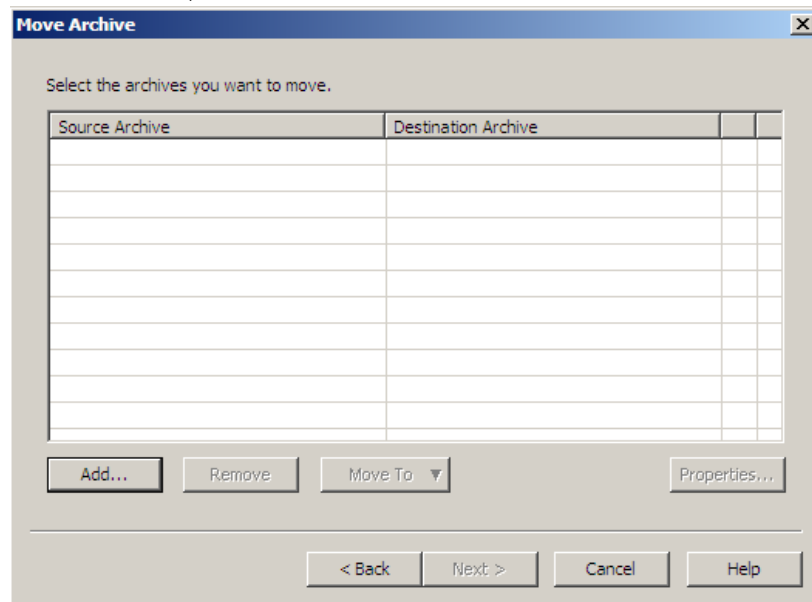 Move Archive
Select the archives you want to move.
Source Archive Destination Archive
Add... Remove Move To Properties...
< Back Next > Cancel Help